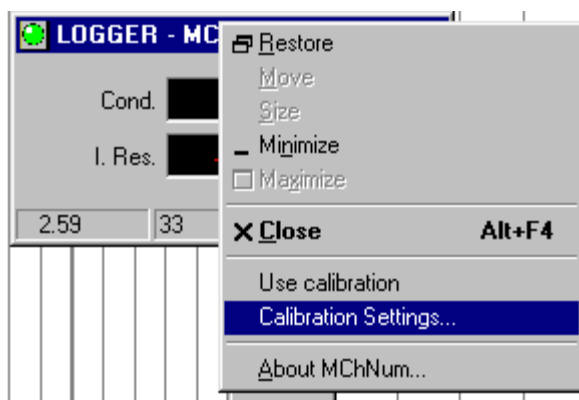 LOGGER - MC
Restore
Move
Cond.
Size
Minimize
I. Res.
Maximize
2.59 33
Close Alt+F4
Use calibration
Calibration Settings...
About MChNum...